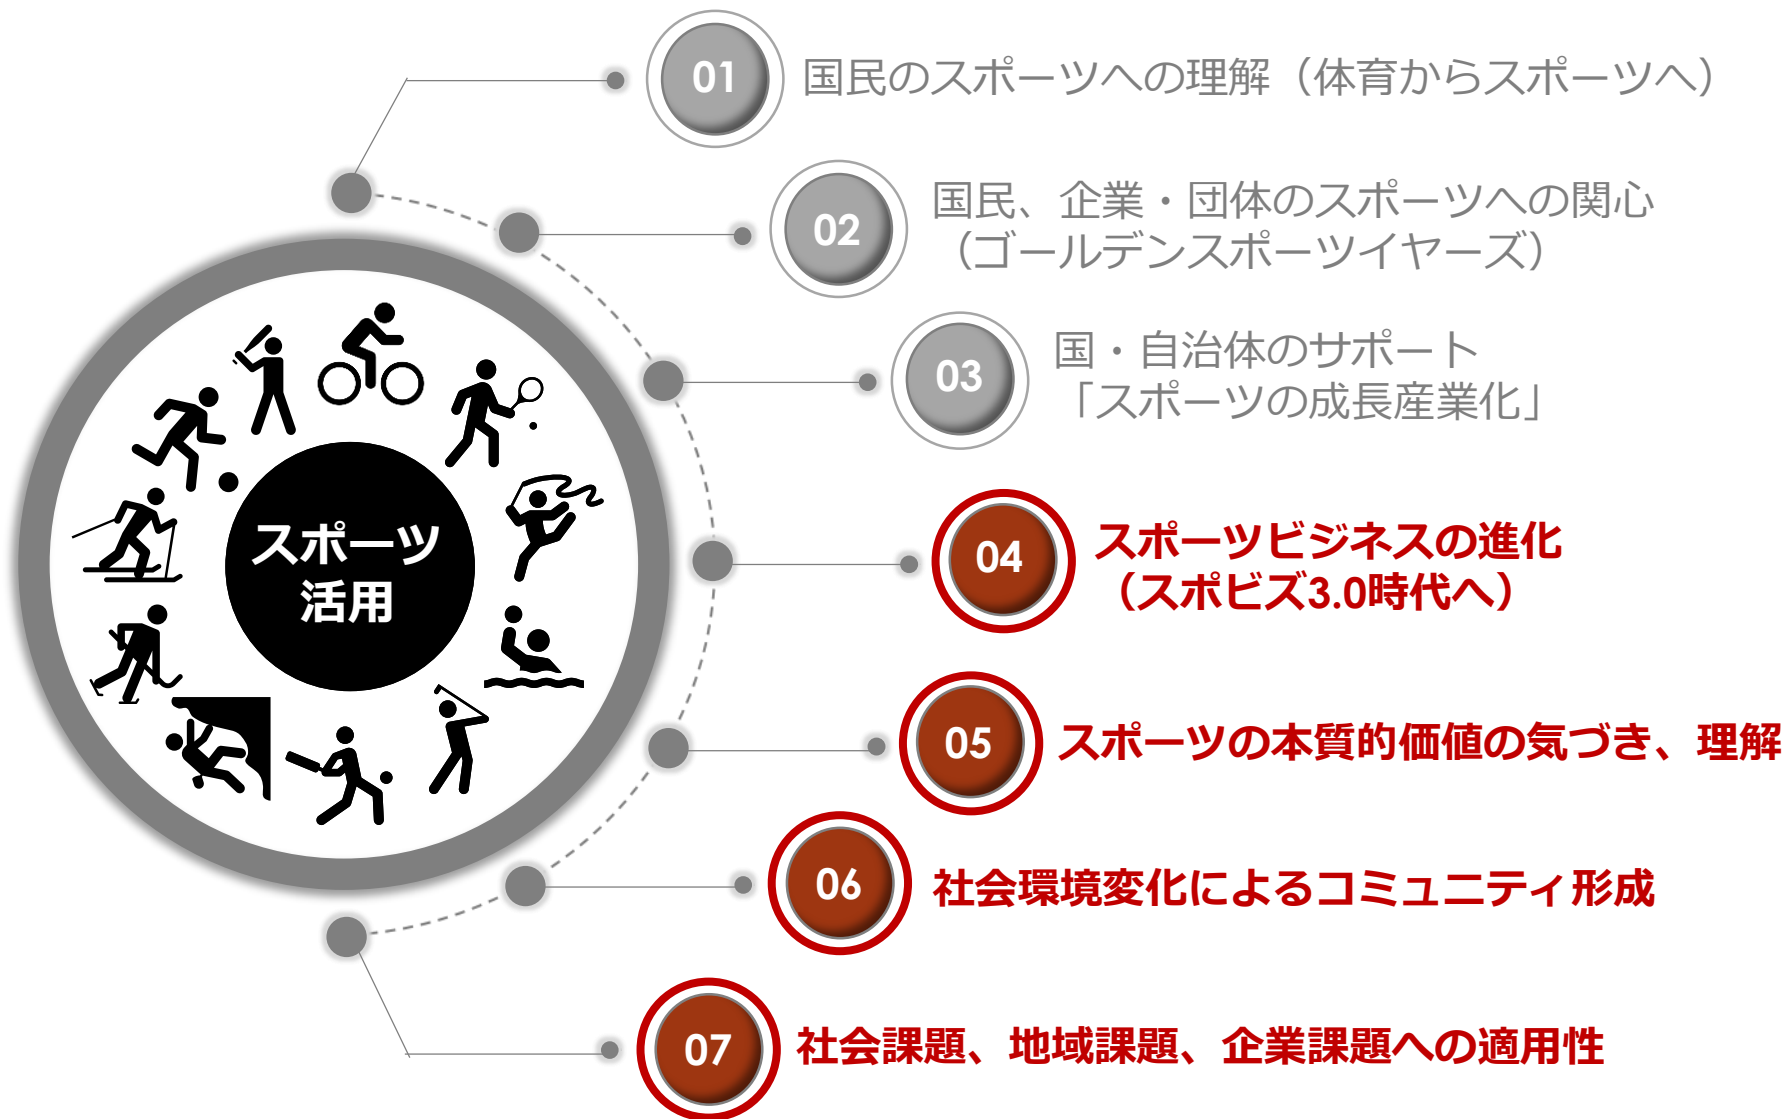 01
国民のスポーツへの理解（体育からスポーツへ）
02
国民、企業・団体のスポーツへの関心
（ゴールデンスポーツイヤーズ）
03
国・自治体のサポート
「スポーツの成長産業化」
スポーツ
活用
04
スポーツビジネスの進化
（スポビズ3.0時代へ）
05
スポーツの本質的価値の気づき、理解
06
社会環境変化によるコミュニティ形成
07
社会課題、地域課題、企業課題への適用性